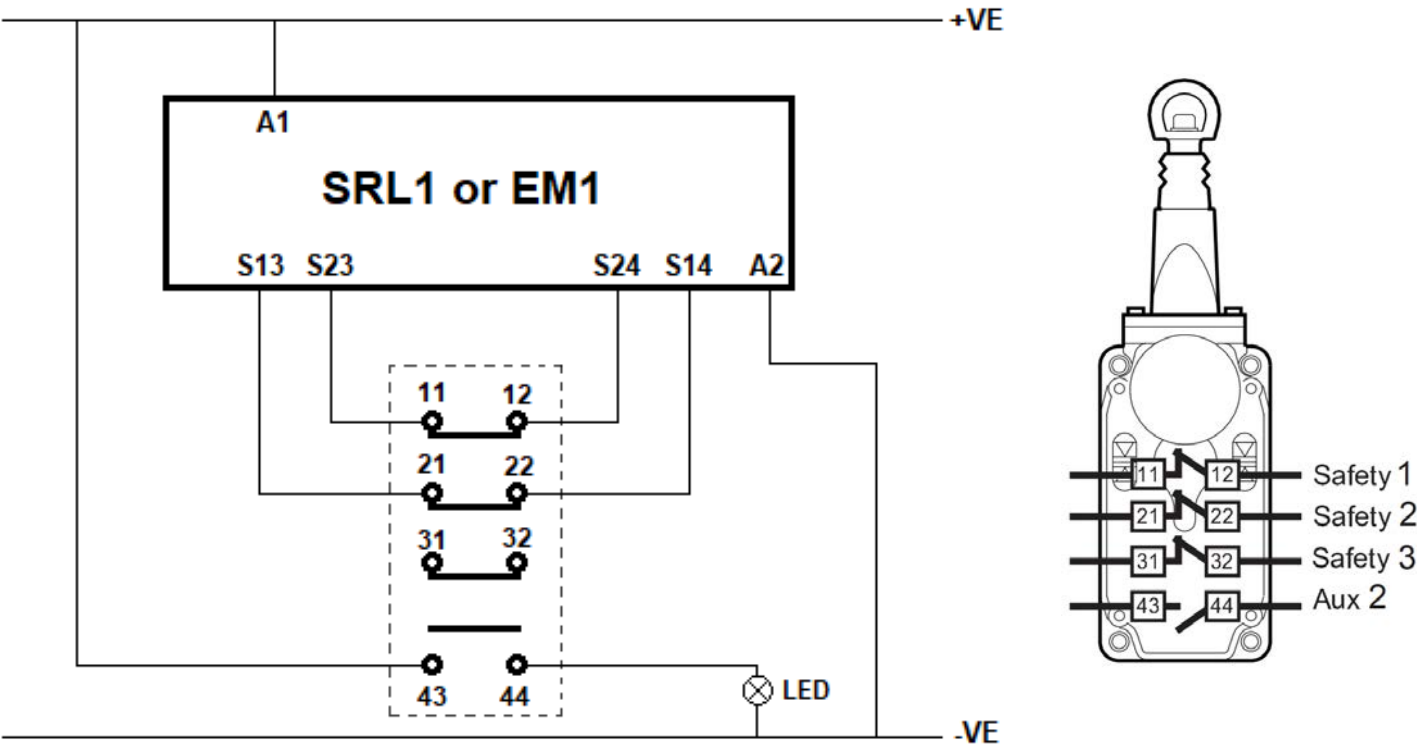 +VE
A1
SRL1 or EM1
S13 S23 S24 S14 A2
11 12
21 22
31 32
43 44
LED
-VE
11 12 Safety 1
21 22 Safety 2
31 32 Safety 3
43 44 Aux 2